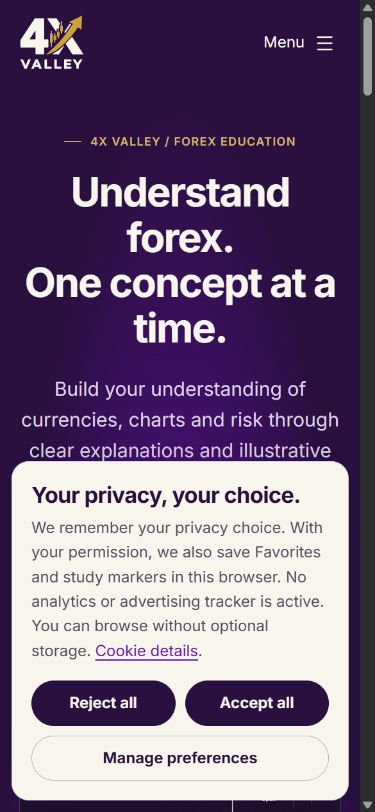 4X
VALLEY
Menu
4X VALLEY / FOREX EDUCATION
Understand
forex.
One concept at a
time.
Build your understanding of
currencies, charts and risk through
clear explanations and illustrative
Your privacy, your choice.
We remember your privacy choice. With
your permission, we also save Favorites
and study markers in this browser. No
analytics or advertising tracker is active.
You can browse without optional
storage. Cookie details.
Reject all
Accept all
Manage preferences